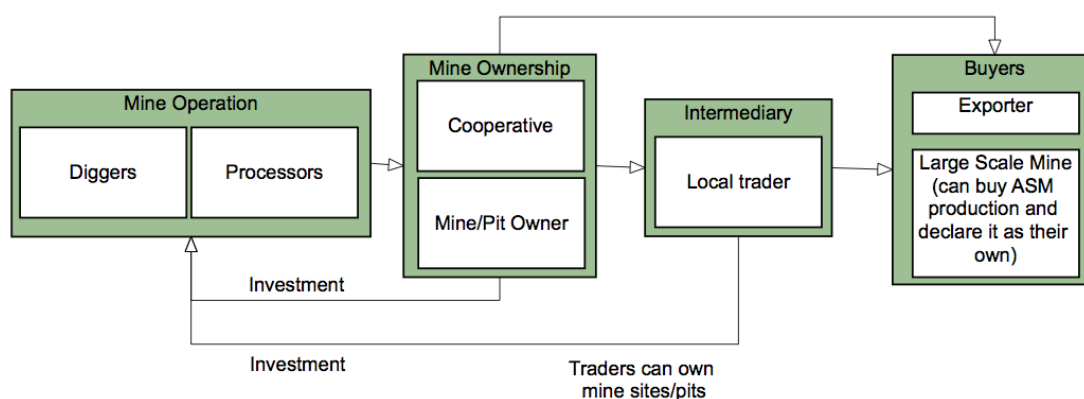 Mine Operation
Diggers
Processors
Mine Ownership
Cooperative
Mine/Pit Owner
Intermediary
Local trader
Buyers
Exporter
Large Scale Mine
(can buy ASM
production and
declare it as their
own)
Investment
Investment
Traders can own
mine sites/pits